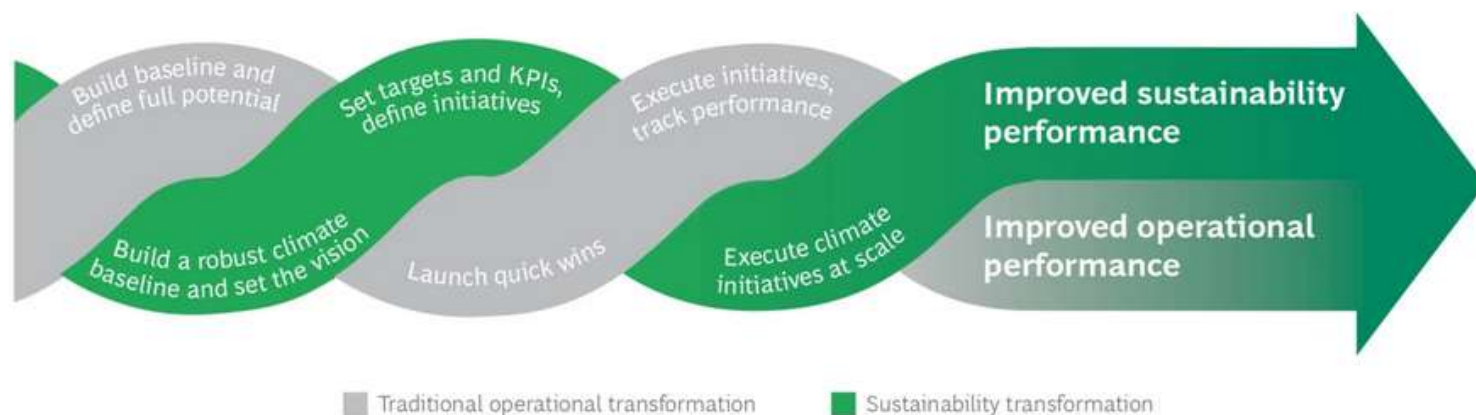 Build baseline and
define full potential
Set targets and KPIs,
define initiatives
Execute initiatives,
track performance
Improved sustainability
performance
Build a robust climate
baseline and set the vision
Launch quick wins
Execute climate
initiatives at scale
Improved operational
performance
Traditional operational transformation
Sustainability transformation